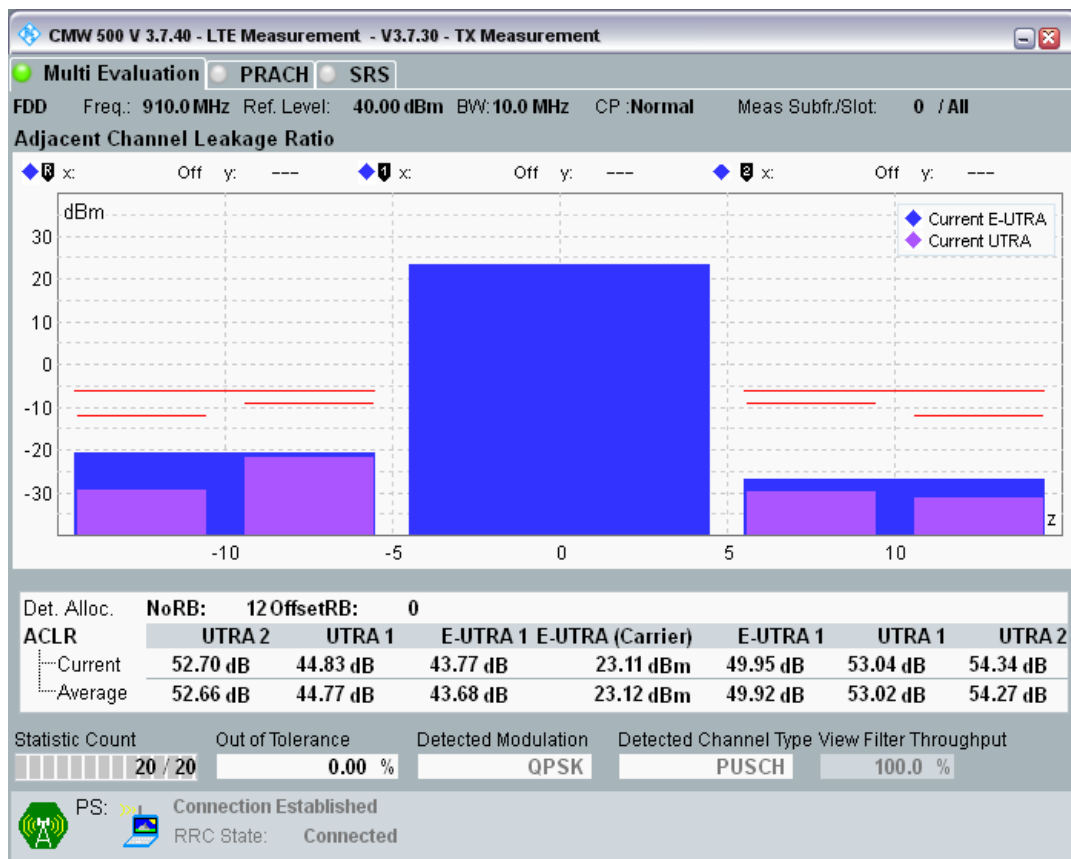 CMW 500 V 3.7.40 - LTE Measurement - V3.7.30 - TX Measurement
Multi Evaluation PRACH SRS
FDD Freq.: 910.0 MHz Ref. Level: 40.00 dBm BW: 10.0 MHz CP :Normal Meas Subfr./Slot: 0 / All
Adjacent Channel Leakage Ratio
R x: Off y: --- 1 x: Off y: --- 2 x: Off y: ---
dBm
Current E-UTRA
Current UTRA
30
20
10
0
-10
-20
-30
z
-10 -5 0 5 10
Det. Alloc. NoRB: 12 OffsetRB: 0
ACLR UTRA 2 UTRA 1 E-UTRA 1 E-UTRA (Carrier) E-UTRA 1 UTRA 1 UTRA 2
Current 52.70 dB 44.83 dB 43.77 dB 23.11 dBm 49.95 dB 53.04 dB 54.34 dB
Average 52.66 dB 44.77 dB 43.68 dB 23.12 dBm 49.92 dB 53.02 dB 54.27 dB
Statistic Count Out of Tolerance Detected Modulation Detected Channel Type View Filter Throughput
20 / 20 0.00 % QPSK PUSCH 100.0 %
PS: Connection Established
RRC State: Connected